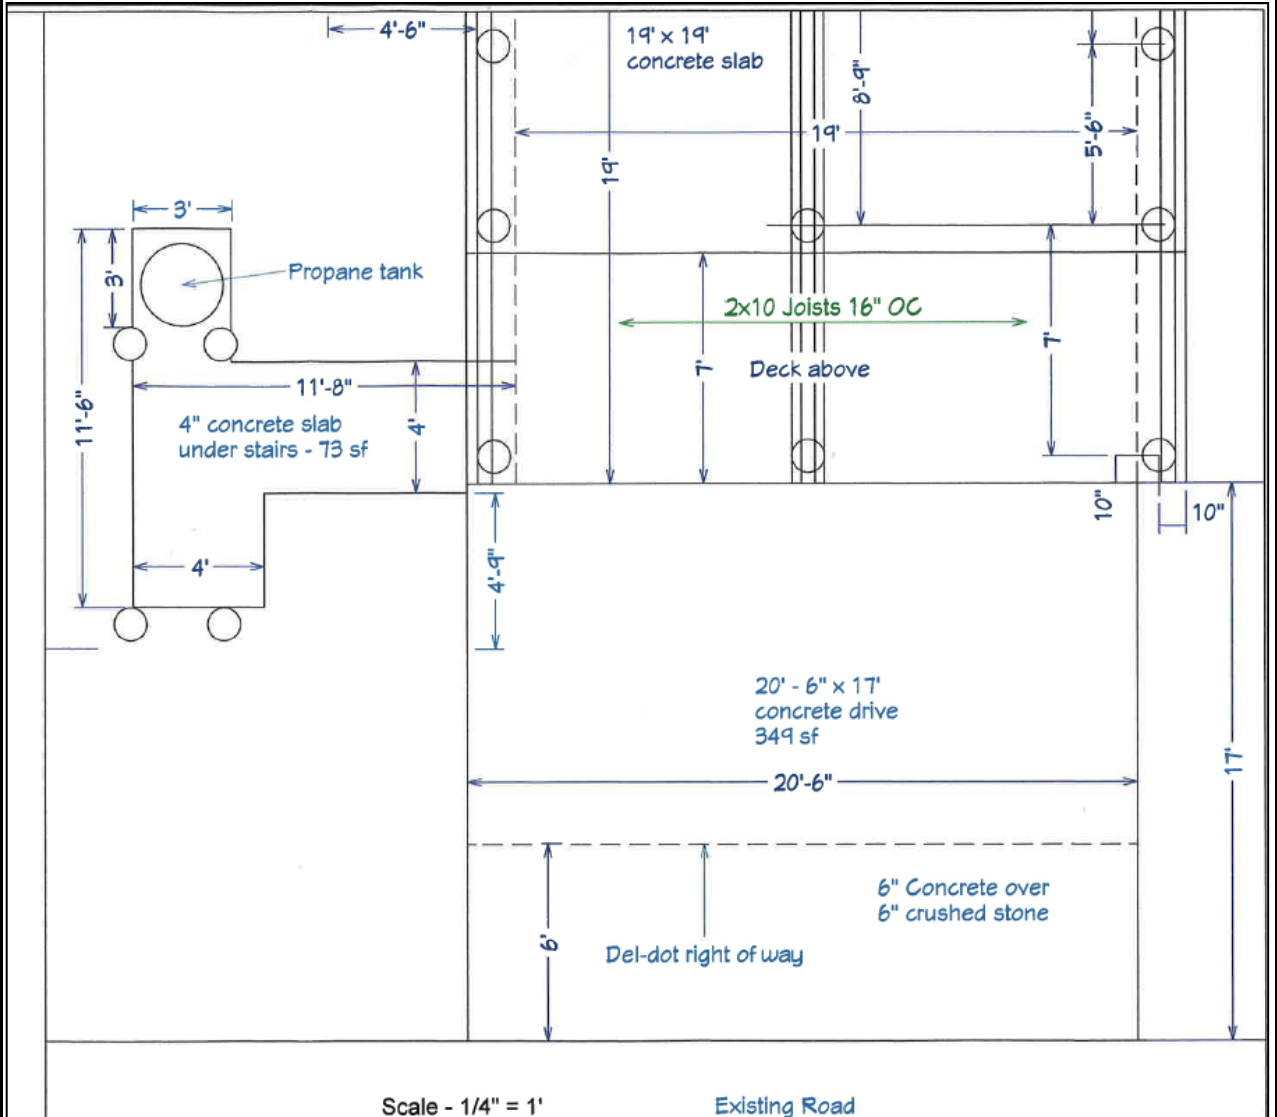 4'-6"
19' x 19'
concrete slab
8'-9"
19'
5'-6"
19'
3'
3'
Propane tank
2x10 Joists 16" OC
7'
Deck above
7'
11'-8"
11'-6"
4" concrete slab
under stairs - 73 sf
4'
10"
10"
4'
4'-9"
20' - 6" x 17'
concrete drive
349 sf
17'
20'-6"
6" Concrete over
6" crushed stone
6'
Del-dot right of way
Scale - 1/4" = 1'
Existing Road